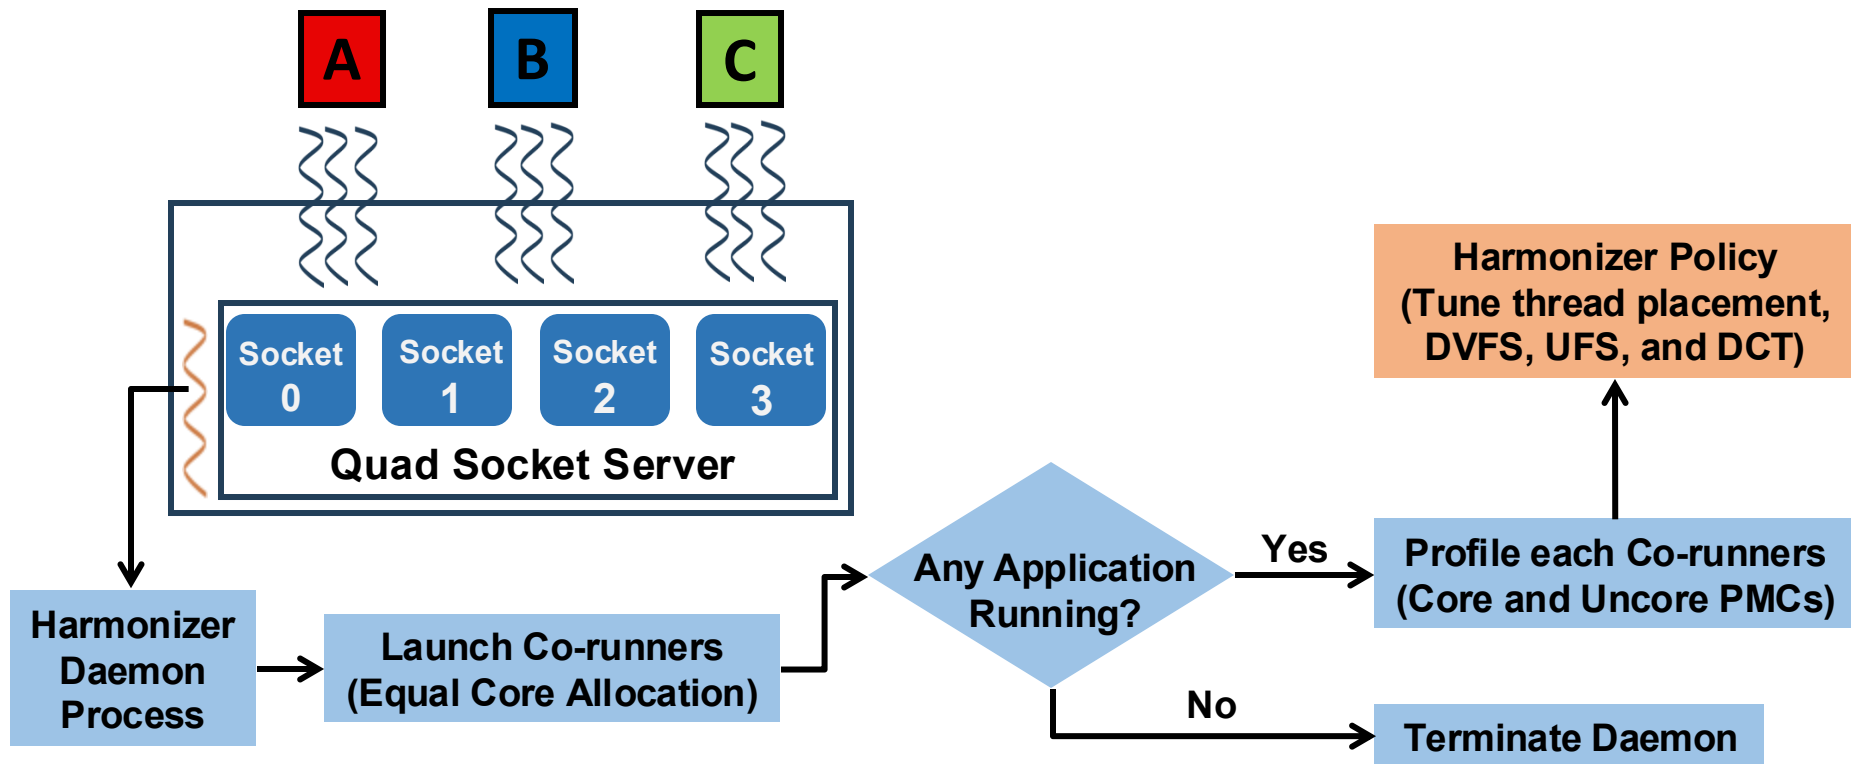 A
B
C
Socket
0
Socket
1
Socket
2
Socket
3
Quad Socket Server
Harmonizer
Daemon
Process
Launch Co-runners
(Equal Core Allocation)
Any Application
Running?
Yes
No
Profile each Co-runners
(Core and Uncore PMCs)
Harmonizer Policy
(Tune thread placement,
DVFS, UFS, and DCT)
Terminate Daemon